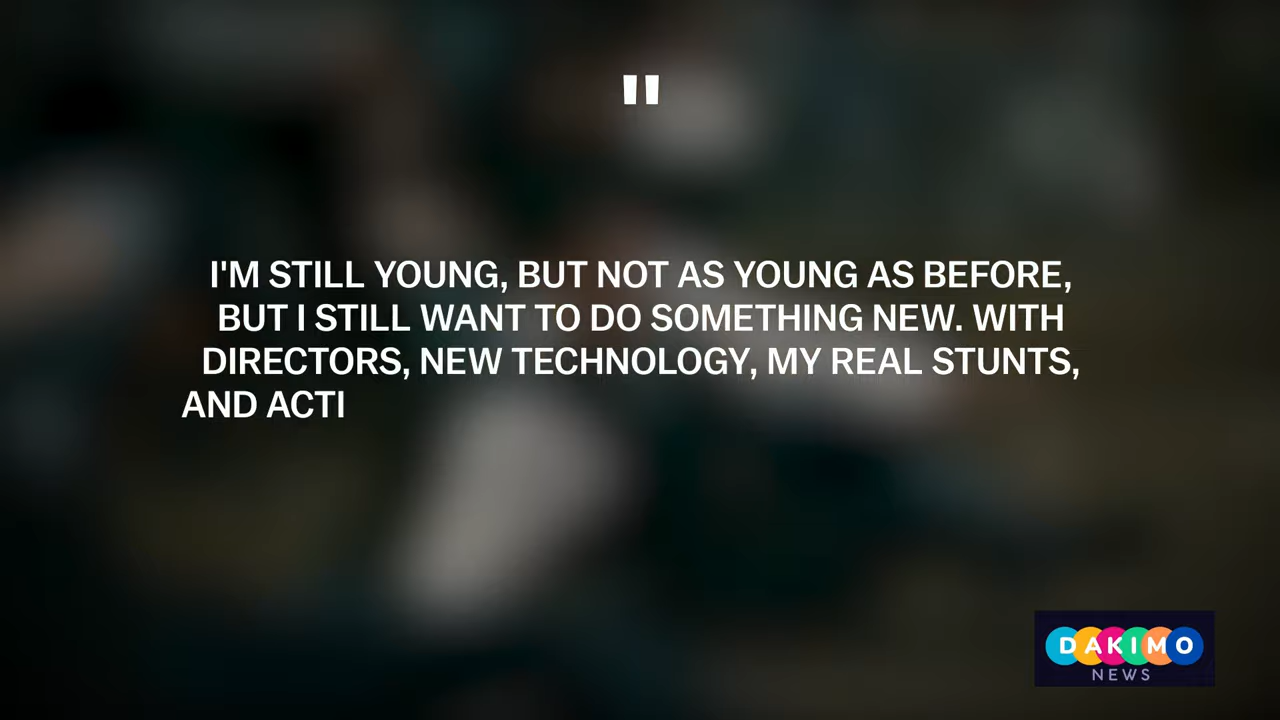 "
I'M STILL YOUNG, BUT NOT AS YOUNG AS BEFORE,
BUT I STILL WANT TO DO SOMETHING NEW. WITH
DIRECTORS, NEW TECHNOLOGY, MY REAL STUNTS,
AND ACTI
DAKIMO
NEWS